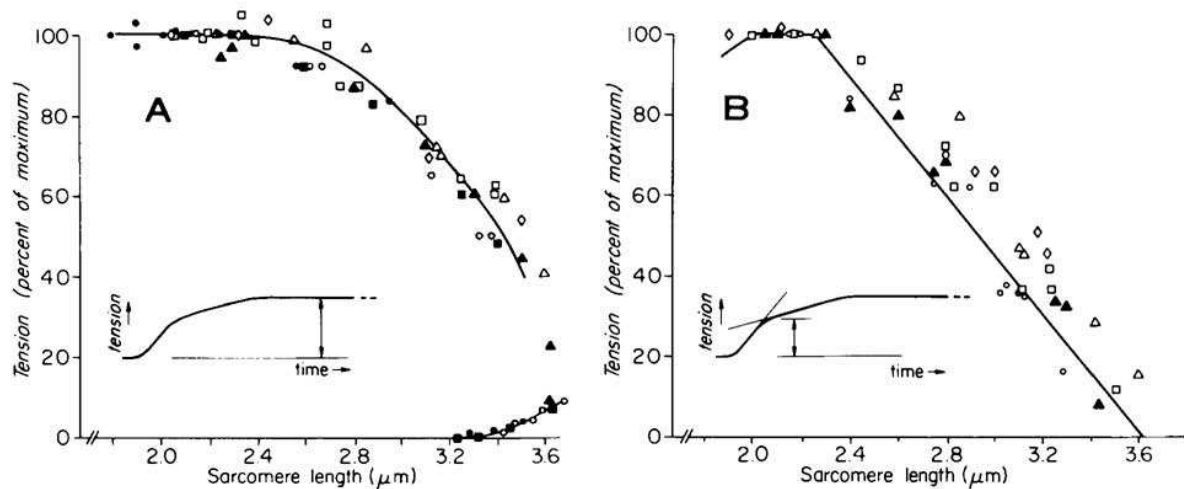 Tension (percent of maximum)
100
80
60
40
20
0
A
tension
time
2.0
2.4
2.8
3.2
3.6
Sarcomere length (μm)
Tension (percent of maximum)
100
80
60
40
20
0
B
tension
time
2.0
2.4
2.8
3.2
3.6
Sarcomere length (μm)